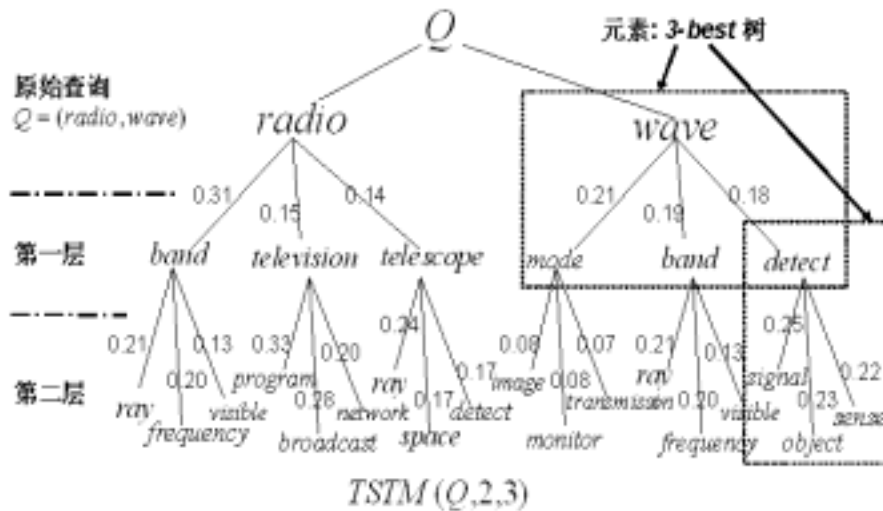 Q
元素: 3-best 树
原始查询
Q = (radio,wave)
radio
wave
0.31
0.15
0.14
0.21
0.19
0.18
第一层
band
television
telescope
mode
band
detect
0.21
0.20
0.13
0.33
0.28
0.20
0.24
0.17
0.17
0.08
0.08
0.07
0.21
0.20
0.13
0.25
0.23
0.22
第二层
ray
frequency
visible
program
broadcast
network
ray
space
detect
image
monitor
transmission
ray
frequency
visible
signal
object
sense
TSTM (Q,2,3)